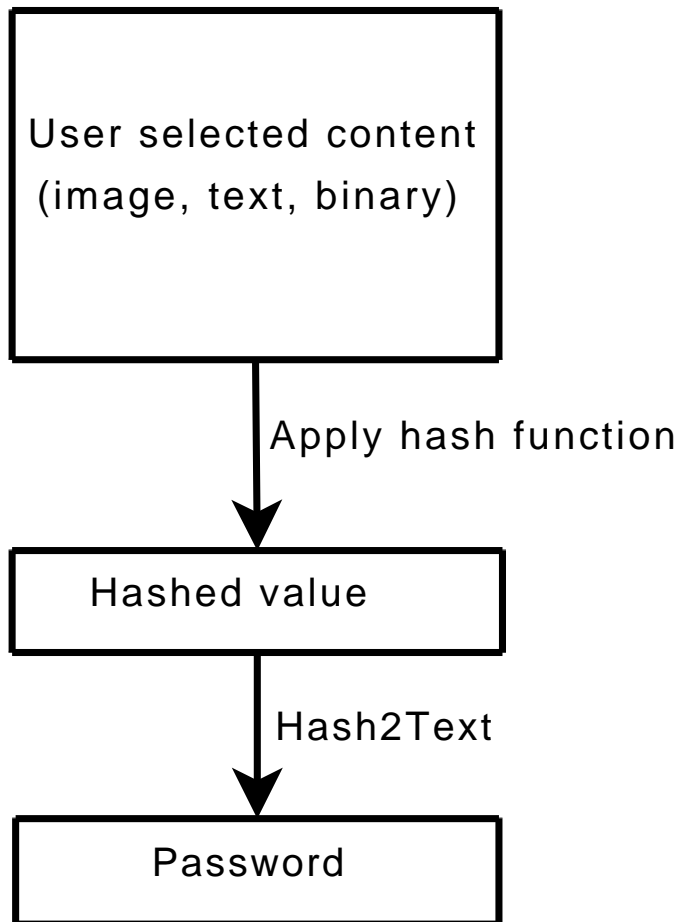 User selected content
(image, text, binary)
Apply hash function
Hashed value
Hash2Text
Password